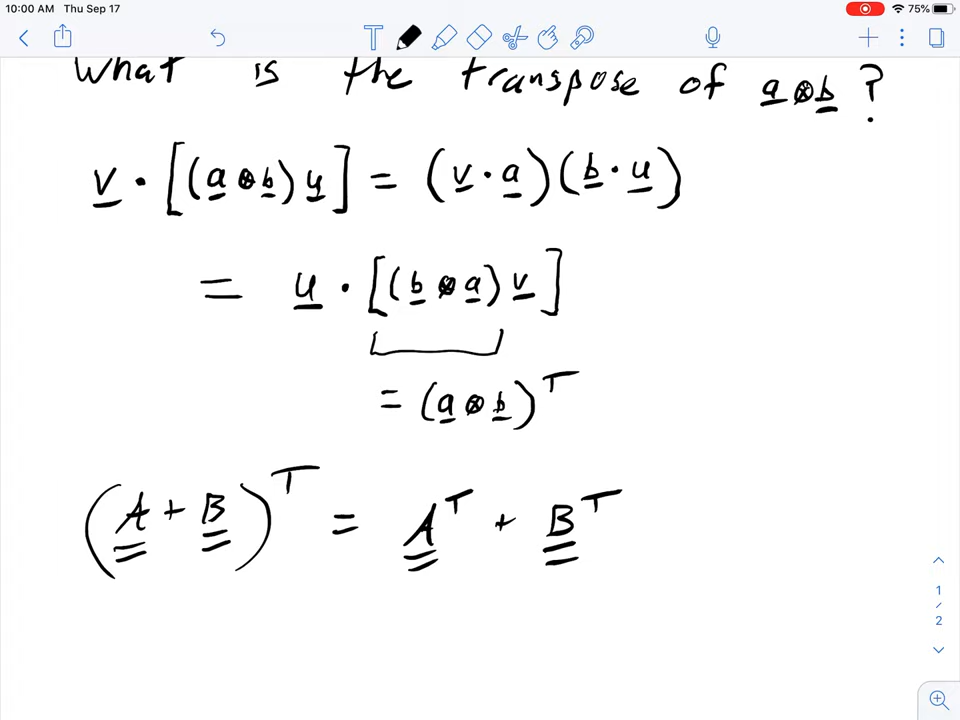 10:00 AM Thu Sep 17 75%
What is the transpose of a⊗b ?
v · [(a⊗b) u] = (v · a)(b · u)
= u · [(b⊗a) v]
= (a⊗b)ᵀ
(A + B)ᵀ = Aᵀ + Bᵀ
1
/
2